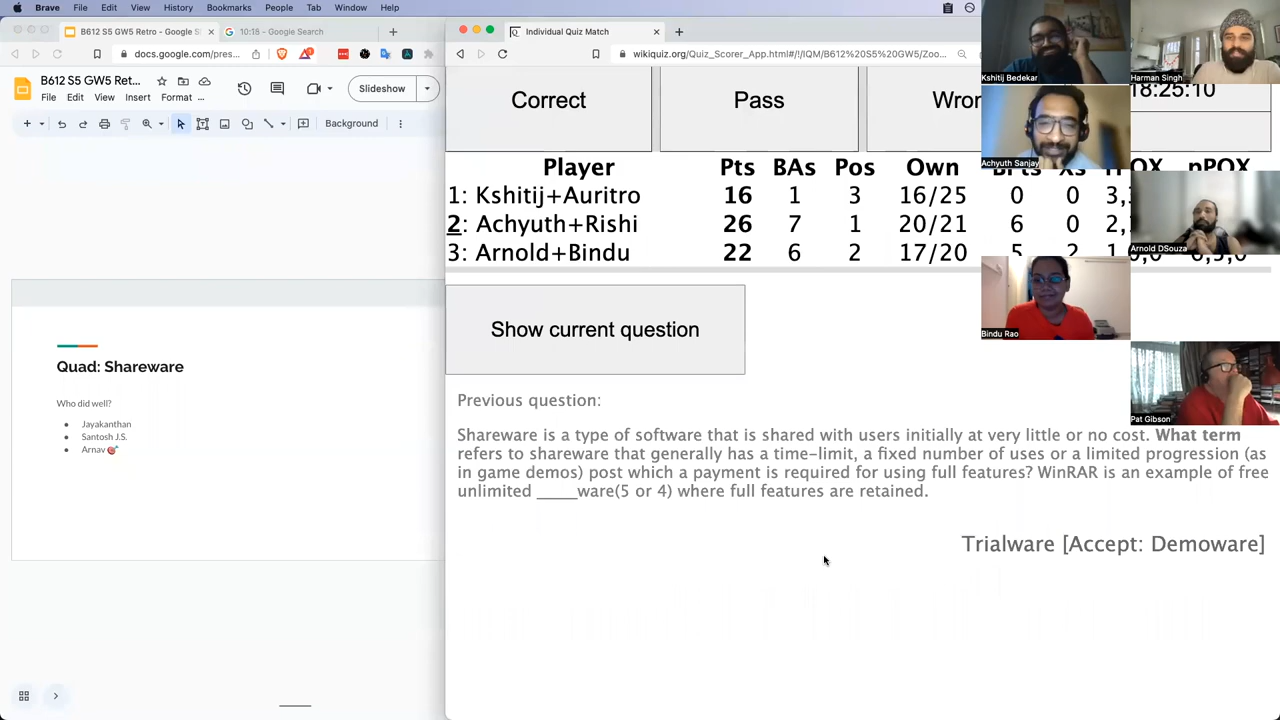 Brave File Edit View History Bookmarks People Tab Window Help
B612 S5 GW5 Retro - Google S
10:18 - Google Search
docs.google.com/pres...
B612 S5 GW5 Ret...
File Edit View Insert Format ...
Slideshow
Background
Quad: Shareware
Who did well?
Jayakanthan
Santosh J.S.
Arnav 🎯
Individual Quiz Match
wikiquiz.org/Quiz_Scorer_App.html#/!/IQM/B612%20S5%20GW5/Zoo...
Correct Pass
18:25:10
Player Pts BAs Pos Own
1: Kshitij+Auritro 16 1 3 16/25 0 0
2: Achyuth+Rishi 26 7 1 20/21 6 0
3: Arnold+Bindu 22 6 2 17/20 5 2
Show current question
Previous question:
Shareware is a type of software that is shared with users initially at very little or no cost. What term
refers to shareware that generally has a time-limit, a fixed number of uses or a limited progression (as
in game demos) post which a payment is required for using full features? WinRAR is an example of free
unlimited _____ware(5 or 4) where full features are retained.
Trialware [Accept: Demoware]
Kshitij Bedekar
Harman Singh
Achyuth Sanjay
Arnold DSouza
Bindu Rao
Pat Gibson